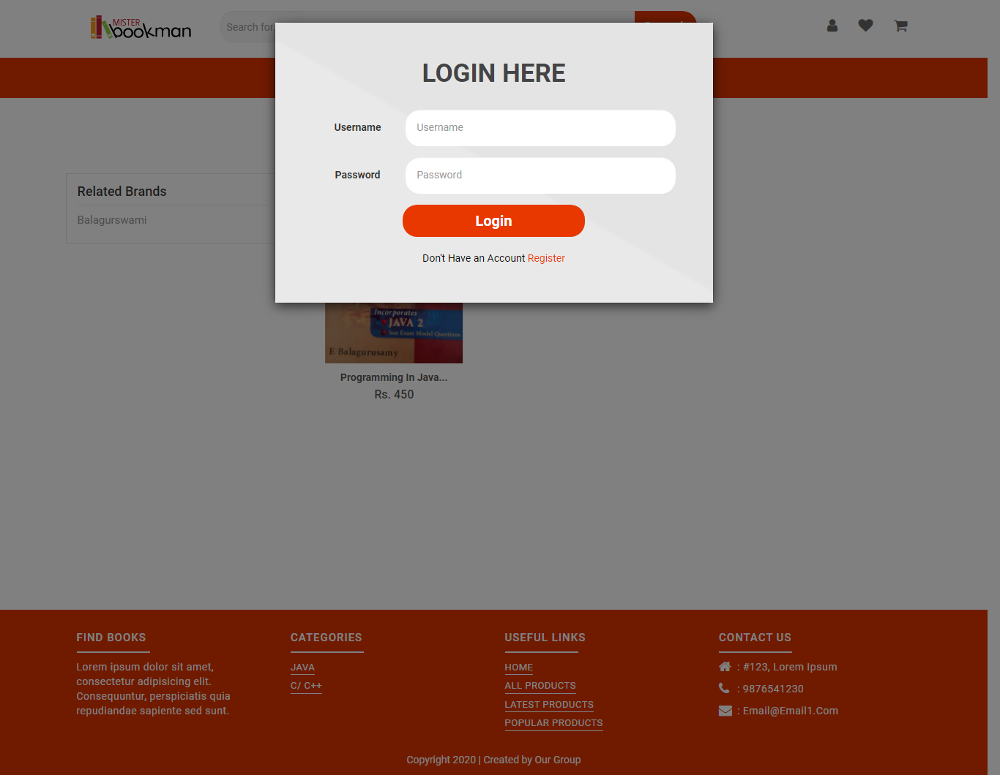 MISTER
bookman
Search for.
LOGIN HERE
Username
Username
Password
Password
Login
Don't Have an Account Register
Related Brands
Balagurswami
Incorporates
JAVA 2
Sun Exam Model Questions
E Balagurusamy
Programming In Java...
Rs. 450
FIND BOOKS
Lorem ipsum dolor sit amet,
consectetur adipisicing elit.
Consequuntur, perspiciatis quia
repudiandae sapiente sed sunt.
CATEGORIES
JAVA
C/ C++
USEFUL LINKS
HOME
ALL PRODUCTS
LATEST PRODUCTS
POPULAR PRODUCTS
CONTACT US
: #123, Lorem Ipsum
: 9876541230
: Email@Email1.Com
Copyright 2020 | Created by Our Group